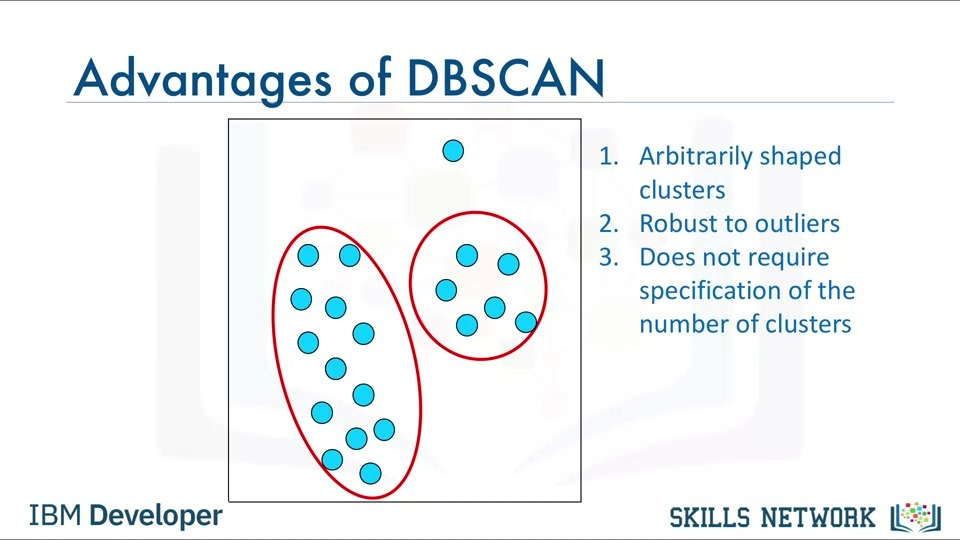 Advantages of DBSCAN
1. Arbitrarily shaped
clusters
2. Robust to outliers
3. Does not require
specification of the
number of clusters
IBM Developer
SKILLS NETWORK